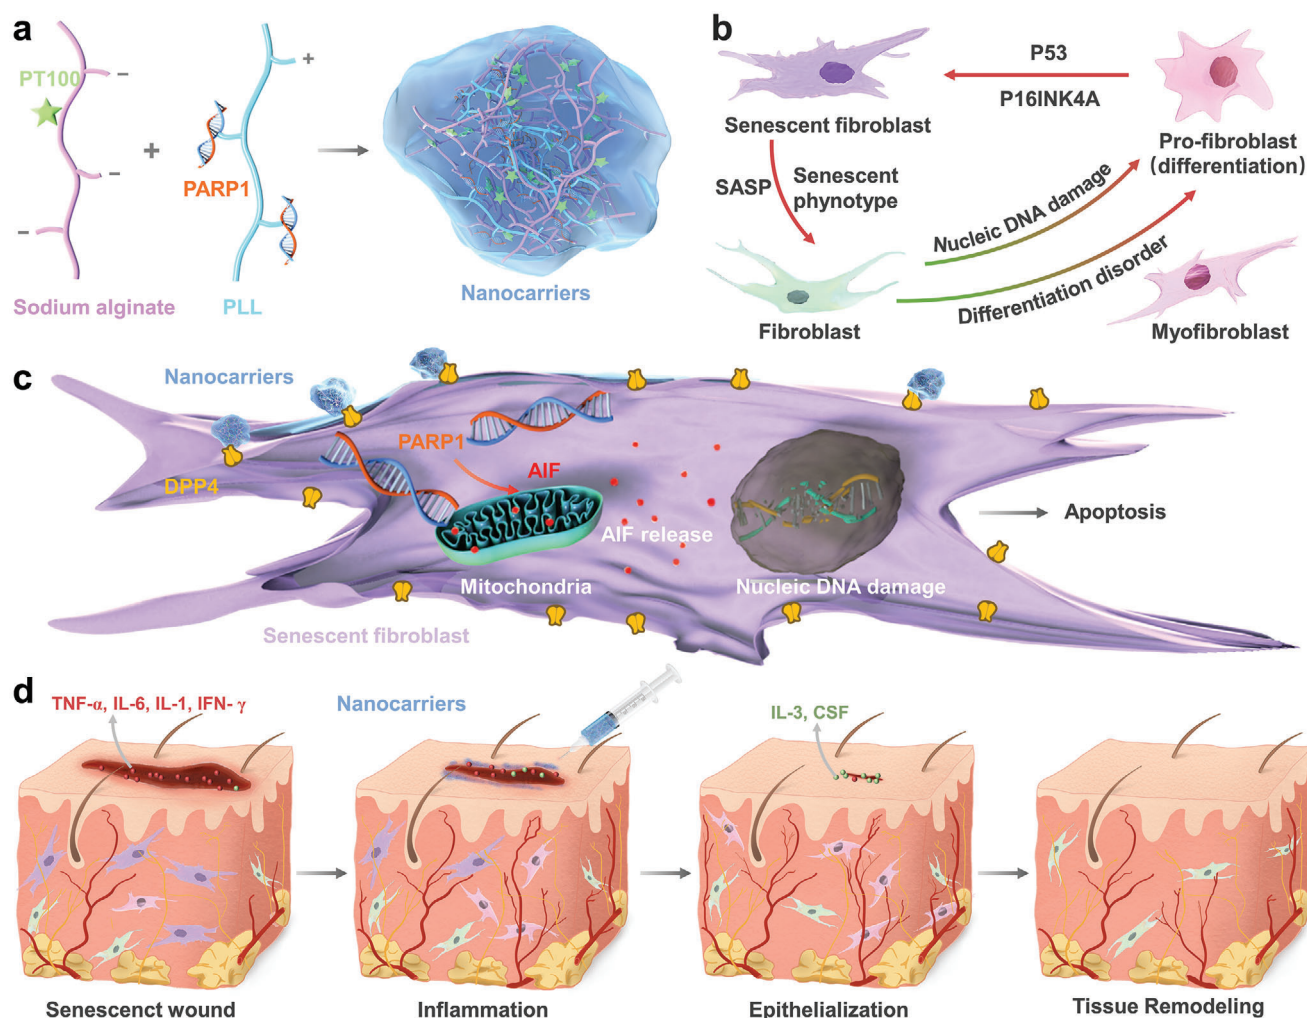 a
PT100
−
+
−
−
+
PARP1
Sodium alginate
PLL
Nanocarriers
b
P53
P16INK4A
Senescent fibroblast
Pro-fibroblast
(differentiation)
SASP
Senescent
phynotype
Nucleic DNA damage
Differentiation disorder
Fibroblast
Myofibroblast
c
Nanocarriers
PARP1
AIF
DPP4
AIF release
Apoptosis
Mitochondria
Nucleic DNA damage
Senescent fibroblast
d
TNF-α, IL-6, IL-1, IFN- γ
Nanocarriers
IL-3, CSF
Senescenct wound
Inflammation
Epithelialization
Tissue Remodeling